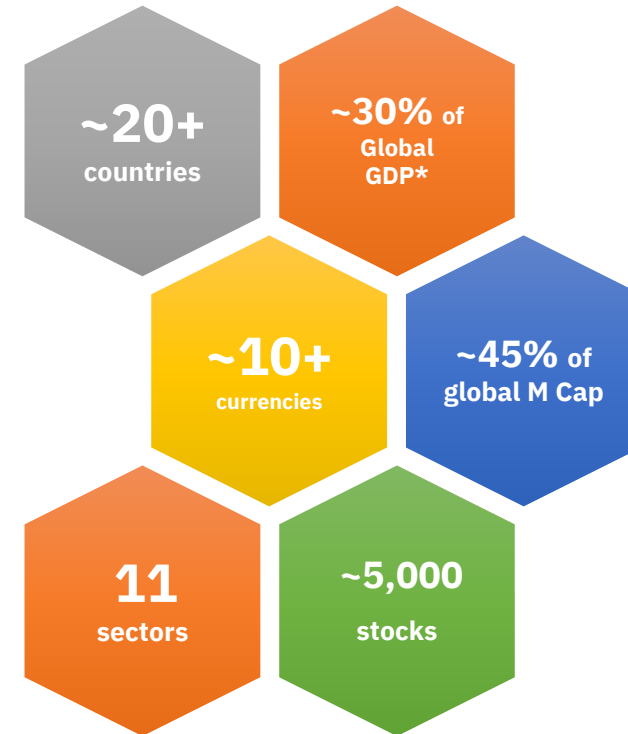 ~20+
countries
~30% of
Global
GDP*
~10+
currencies
~45% of
global M Cap
11
sectors
~5,000
stocks